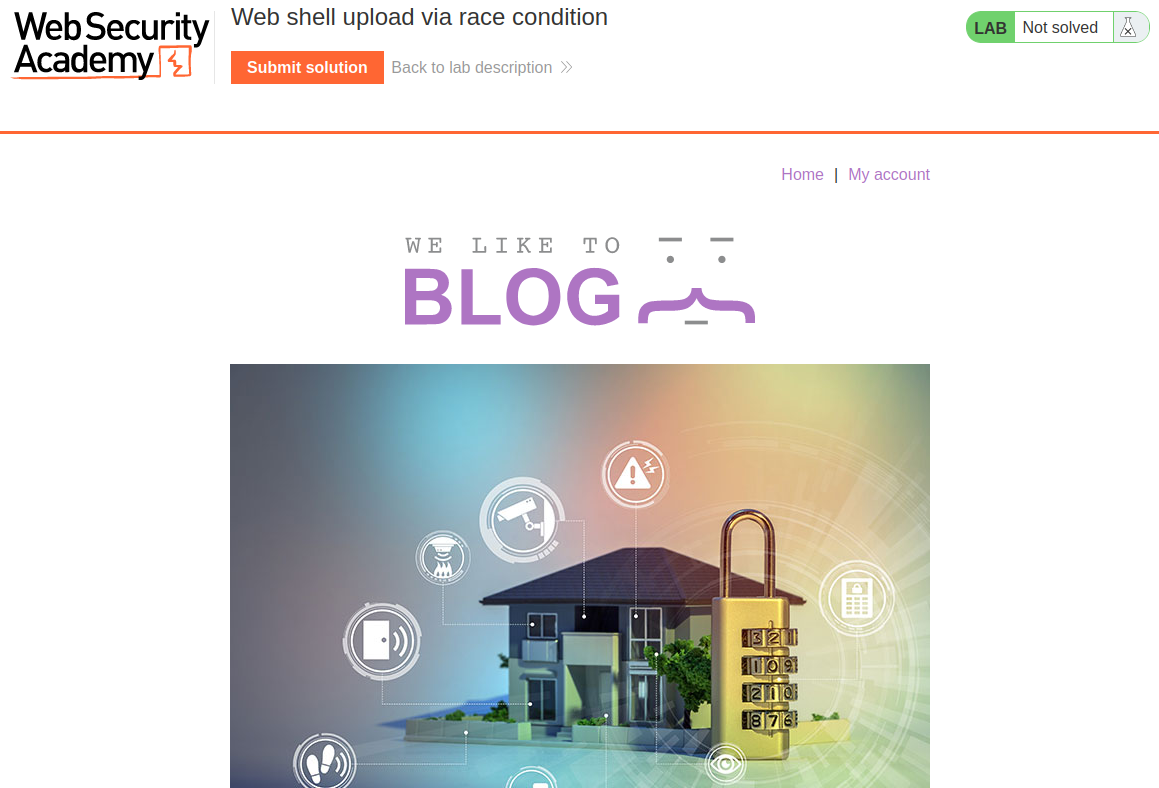 Web Security
Academy
Web shell upload via race condition
Submit solution
Back to lab description
LAB Not solved
Home | My account
WE LIKE TO
BLOG
321
109
210
876